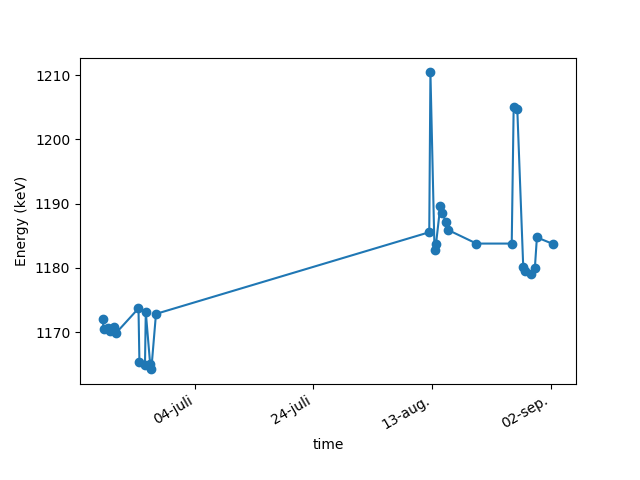 1210
1200
1190
1180
1170
Energy (keV)
04-juli
24-juli
13-aug.
02-sep.
time